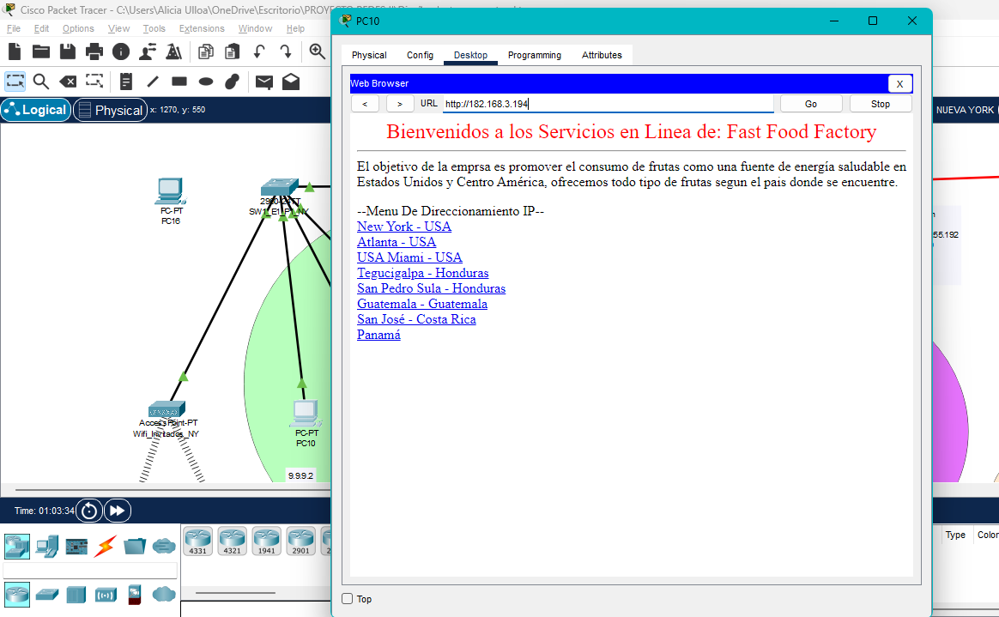 Cisco Packet Tracer - C:\Users\Alicia Ulloa\OneDrive\Escritorio\PROYECTO REDES II\
File Edit Options View Tools Extensions Window Help
Logical Physical x: 1270, y: 550
NUEVA YORK
PC-PT
PC16
2960-24TT
SW1_E1_P1_NY
Access Point-PT
Wifi_Invitados_NY
PC-PT
PC10
9.9.9.2
55.192
Time: 01:03:34
4331 4321 1941 2901 2
Type Color
PC10
Physical Config Desktop Programming Attributes
Web Browser X
< > URL http://182.168.3.194 Go Stop
Bienvenidos a los Servicios en Linea de: Fast Food Factory
El objetivo de la emprsa es promover el consumo de frutas como una fuente de energía saludable en
Estados Unidos y Centro América, ofrecemos todo tipo de frutas segun el pais donde se encuentre.
--Menu De Direccionamiento IP--
New York - USA
Atlanta - USA
USA Miami - USA
Tegucigalpa - Honduras
San Pedro Sula - Honduras
Guatemala - Guatemala
San José - Costa Rica
Panamá
Top